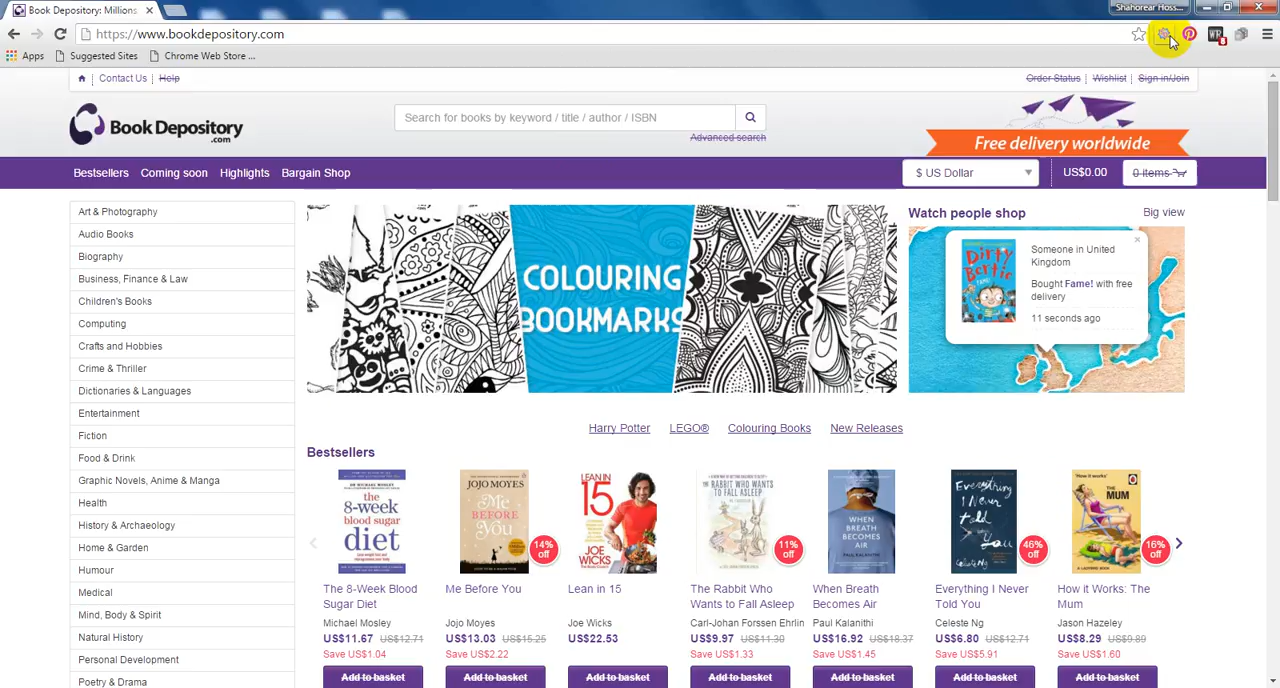 Book Depository: Millions
Shahorear Hoss...
https://www.bookdepository.com
Apps Suggested Sites Chrome Web Store ...
Contact Us Help Order Status Wishlist Sign in/Join
Book Depository
.com
Search for books by keyword / title / author / ISBN
Advanced search
Free delivery worldwide
Bestsellers Coming soon Highlights Bargain Shop $ US Dollar US$0.00 0 items
Art & Photography
Audio Books
Biography
Business, Finance & Law
Children's Books
Computing
Crafts and Hobbies
Crime & Thriller
Dictionaries & Languages
Entertainment
Fiction
Food & Drink
Graphic Novels, Anime & Manga
Health
History & Archaeology
Home & Garden
Humour
Medical
Mind, Body & Spirit
Natural History
Personal Development
Poetry & Drama
COLOURING
BOOKMARKS
Watch people shop Big view
Dirty
Bertie
Someone in United
Kingdom
Bought Fame! with free
delivery
11 seconds ago
Harry Potter LEGO® Colouring Books New Releases
Bestsellers
the
8-week
blood sugar
diet
The 8-Week Blood
Sugar Diet
Michael Mosley
US$11.67 US$12.71
Save US$1.04
Add to basket
JOJO MOYES
Me
BEFORE
You
14%
off
Me Before You
Jojo Moyes
US$13.03 US$15.25
Save US$2.22
Add to basket
LEAN IN
15
JOE
WICKS
Lean in 15
Joe Wicks
US$22.53
Add to basket
THE RABBIT WHO WANTS
TO FALL ASLEEP
11%
off
The Rabbit Who
Wants to Fall Asleep
Carl-Johan Forssen Ehrlin
US$9.97 US$11.30
Save US$1.33
Add to basket
WHEN
BREATH
BECOMES
AIR
PAUL KALANITHI
When Breath
Becomes Air
Paul Kalanithi
US$16.92 US$18.37
Save US$1.45
Add to basket
Everything I
Never
told
You
Celeste Ng
46%
off
Everything I Never
Told You
Celeste Ng
US$6.80 US$12.71
Save US$5.91
Add to basket
'How it works'
THE
MUM
16%
off
How it Works: The
Mum
Jason Hazeley
US$8.29 US$9.89
Save US$1.60
Add to basket